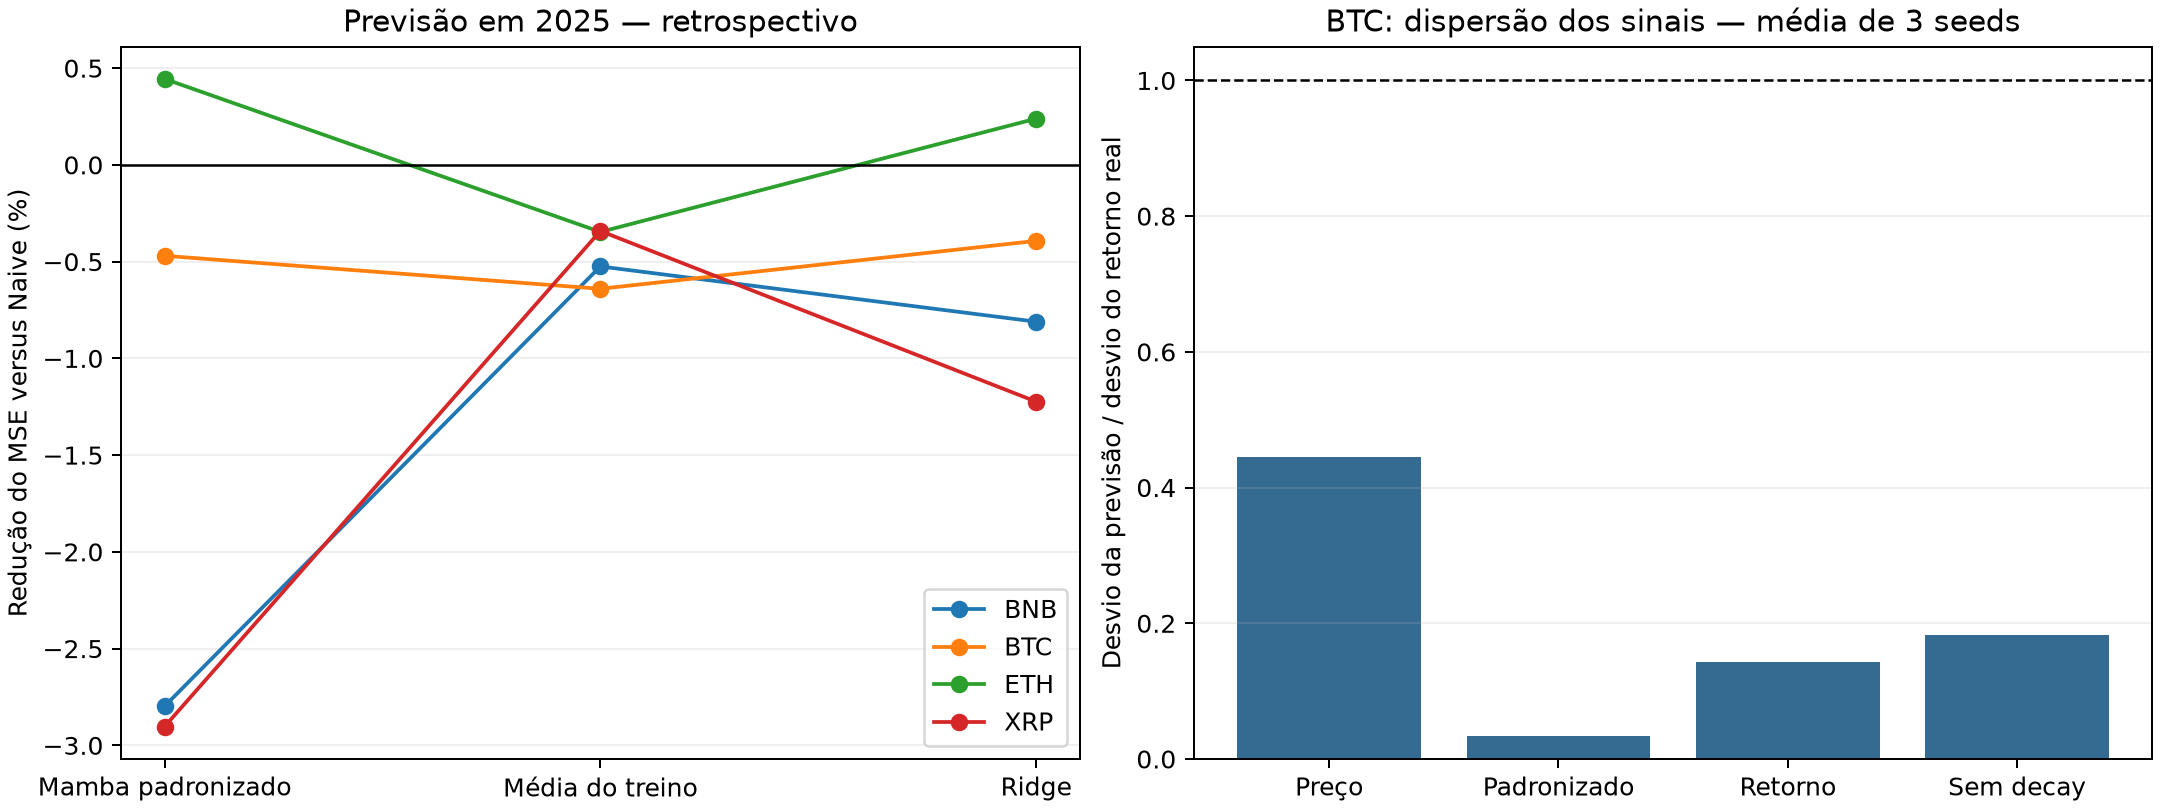 Previsão em 2025 — retrospectivo
Redução do MSE versus Naive (%)
0.5
0.0
−0.5
−1.0
−1.5
−2.0
−2.5
−3.0
BNB
BTC
ETH
XRP
Mamba padronizado
Média do treino
Ridge
BTC: dispersão dos sinais — média de 3 seeds
Desvio da previsão / desvio do retorno real
1.0
0.8
0.6
0.4
0.2
0.0
Preço
Padronizado
Retorno
Sem decay